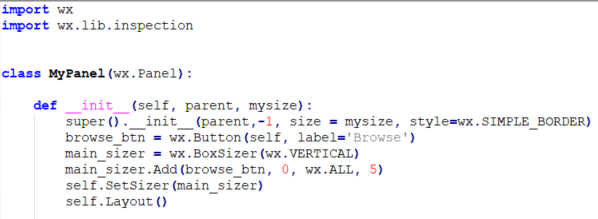 import wx
import wx.lib.inspection
class MyPanel(wx.Panel):
def __init__(self, parent, mysize):
super().__init__(parent,-1, size = mysize, style=wx.SIMPLE_BORDER)
browse_btn = wx.Button(self, label='Browse')
main_sizer = wx.BoxSizer(wx.VERTICAL)
main_sizer.Add(browse_btn, 0, wx.ALL, 5)
self.SetSizer(main_sizer)
self.Layout()